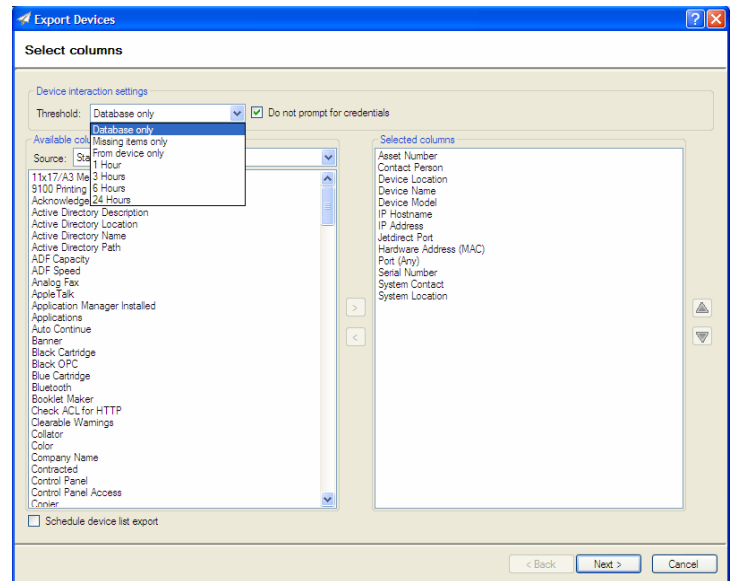 Export Devices
Select columns
Device interaction settings
Threshold: Database only Do not prompt for credentials
Database only
Missing items only
From device only
1 Hour
3 Hours
6 Hours
24 Hours
Available colu
Source: Sta
11x17/A3 Me
9100 Printing
Acknowledge
Active Directory Description
Active Directory Location
Active Directory Name
Active Directory Path
ADF Capacity
ADF Speed
Analog Fax
AppleTalk
Application Manager Installed
Applications
Auto Continue
Banner
Black Cartridge
Black OPC
Blue Cartridge
Bluetooth
Booklet Maker
Check ACL for HTTP
Clearable Warnings
Collator
Color
Company Name
Contracted
Control Panel
Control Panel Access
Copier
>
<
Selected columns
Asset Number
Contact Person
Device Location
Device Name
Device Model
IP Hostname
IP Address
Jetdirect Port
Hardware Address (MAC)
Port (Any)
Serial Number
System Contact
System Location
Schedule device list export
< Back Next > Cancel